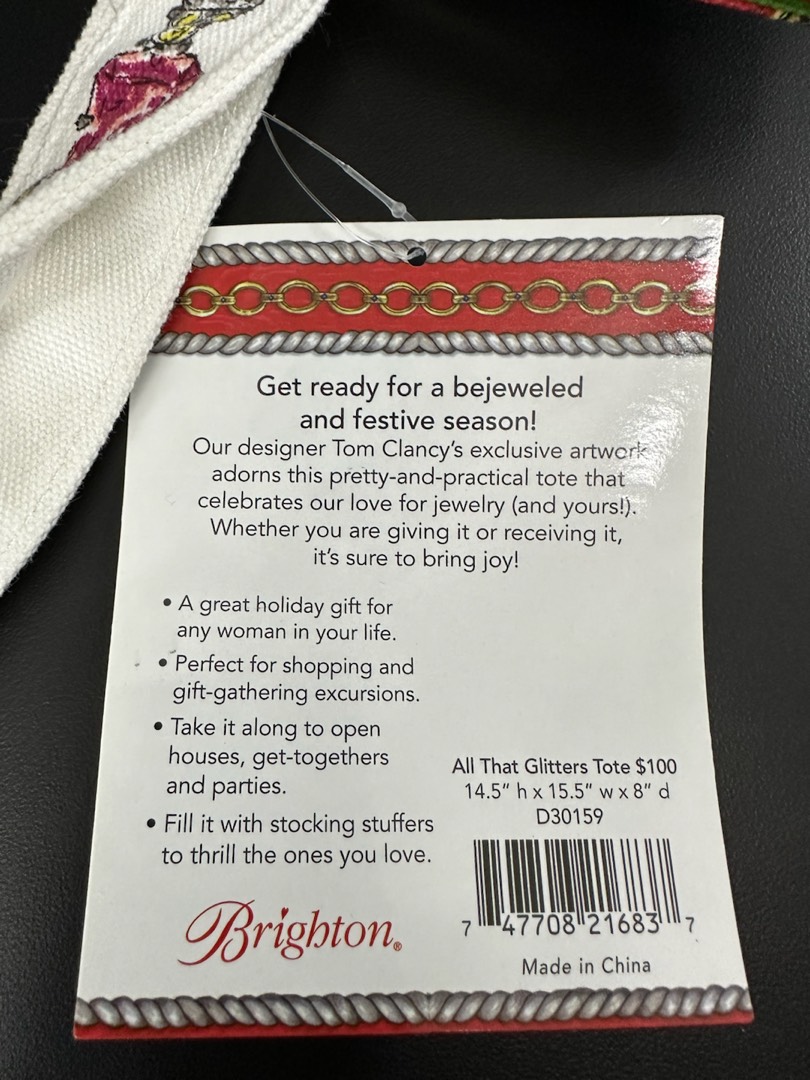 Get ready for a bejeweled
and festive season!
Our designer Tom Clancy's exclusive artwork
adorns this pretty-and-practical tote that
celebrates our love for jewelry (and yours!).
Whether you are giving it or receiving it,
it's sure to bring joy!
• A great holiday gift for
any woman in your life.
• Perfect for shopping and
gift-gathering excursions.
• Take it along to open
houses, get-togethers
and parties.
• Fill it with stocking stuffers
to thrill the ones you love.
Brighton®
All That Glitters Tote $100
14.5" h x 15.5" w x 8" d
D30159
7 47708 21683 7
Made in China